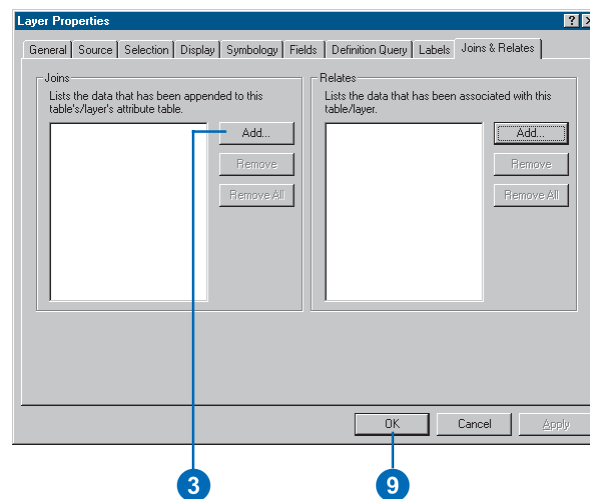 Layer Properties
General Source Selection Display Symbology Fields Definition Query Labels Joins & Relates
Joins
Lists the data that has been appended to this
table's/layer's attribute table.
Add...
Remove
Remove All
Relates
Lists the data that has been associated with this
table/layer.
Add...
Remove
Remove All
OK Cancel Apply
3
9